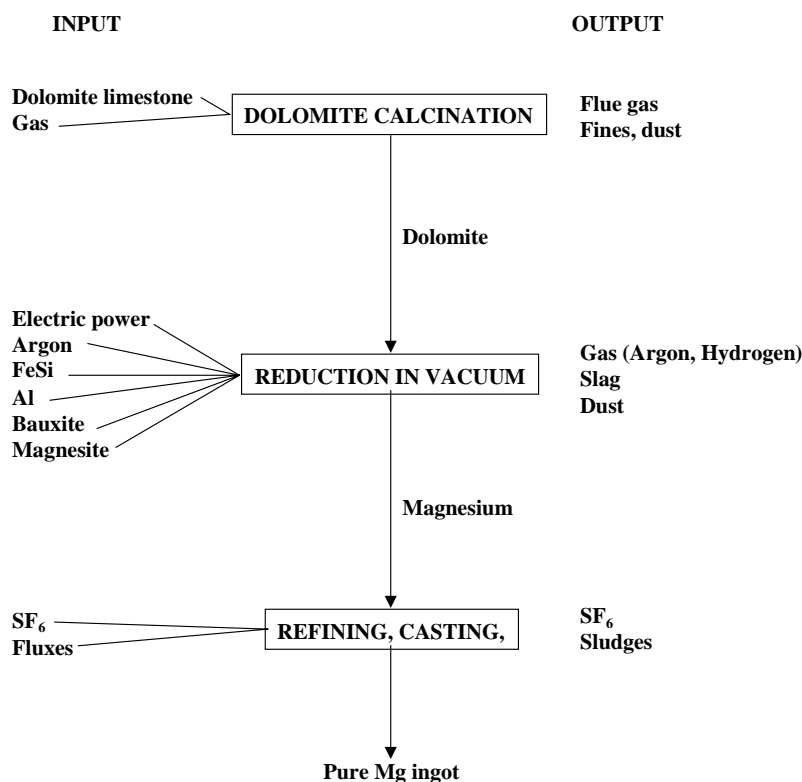 INPUT
OUTPUT
Dolomite limestone
Gas
DOLOMITE CALCINATION
Flue gas
Fines, dust
Dolomite
Electric power
Argon
FeSi
Al
Bauxite
Magnesite
REDUCTION IN VACUUM
Gas (Argon, Hydrogen)
Slag
Dust
Magnesium
SF₆
Fluxes
REFINING, CASTING,
SF₆
Sludges
Pure Mg ingot